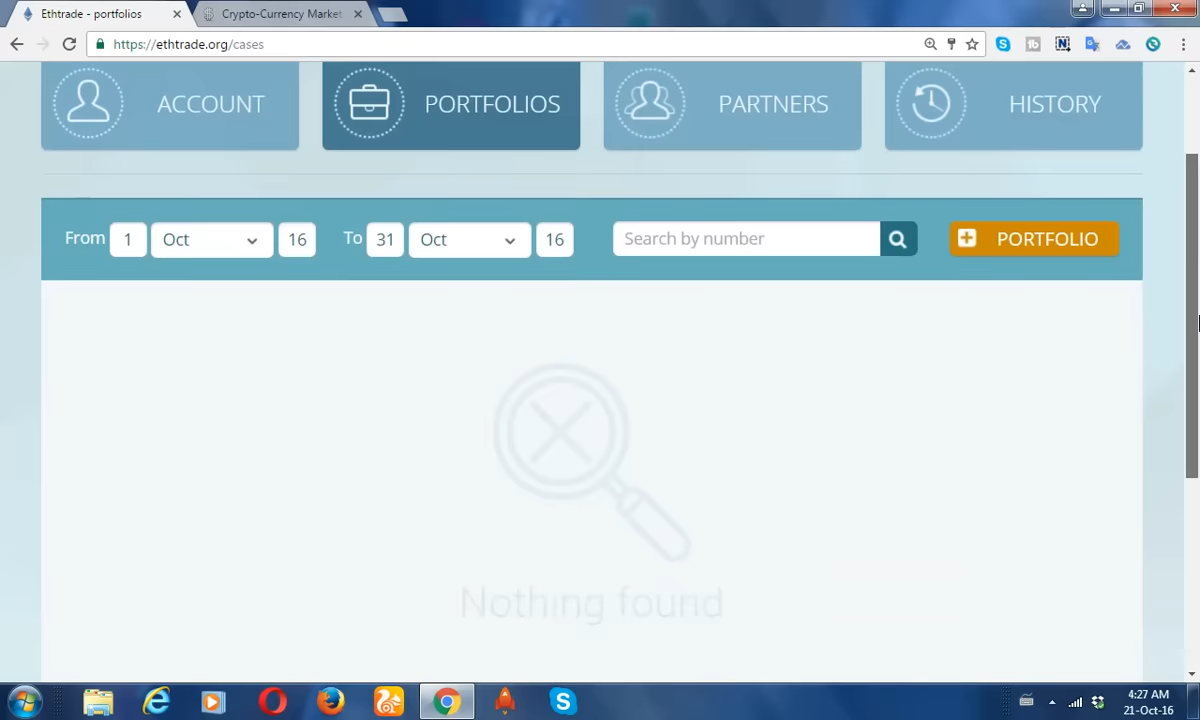 Ethtrade - portfolios
Crypto-Currency Market
https://ethtrade.org/cases
ACCOUNT
PORTFOLIOS
PARTNERS
HISTORY
From 1 Oct 16 To 31 Oct 16 Search by number PORTFOLIO
Nothing found
4:27 AM
21-Oct-16